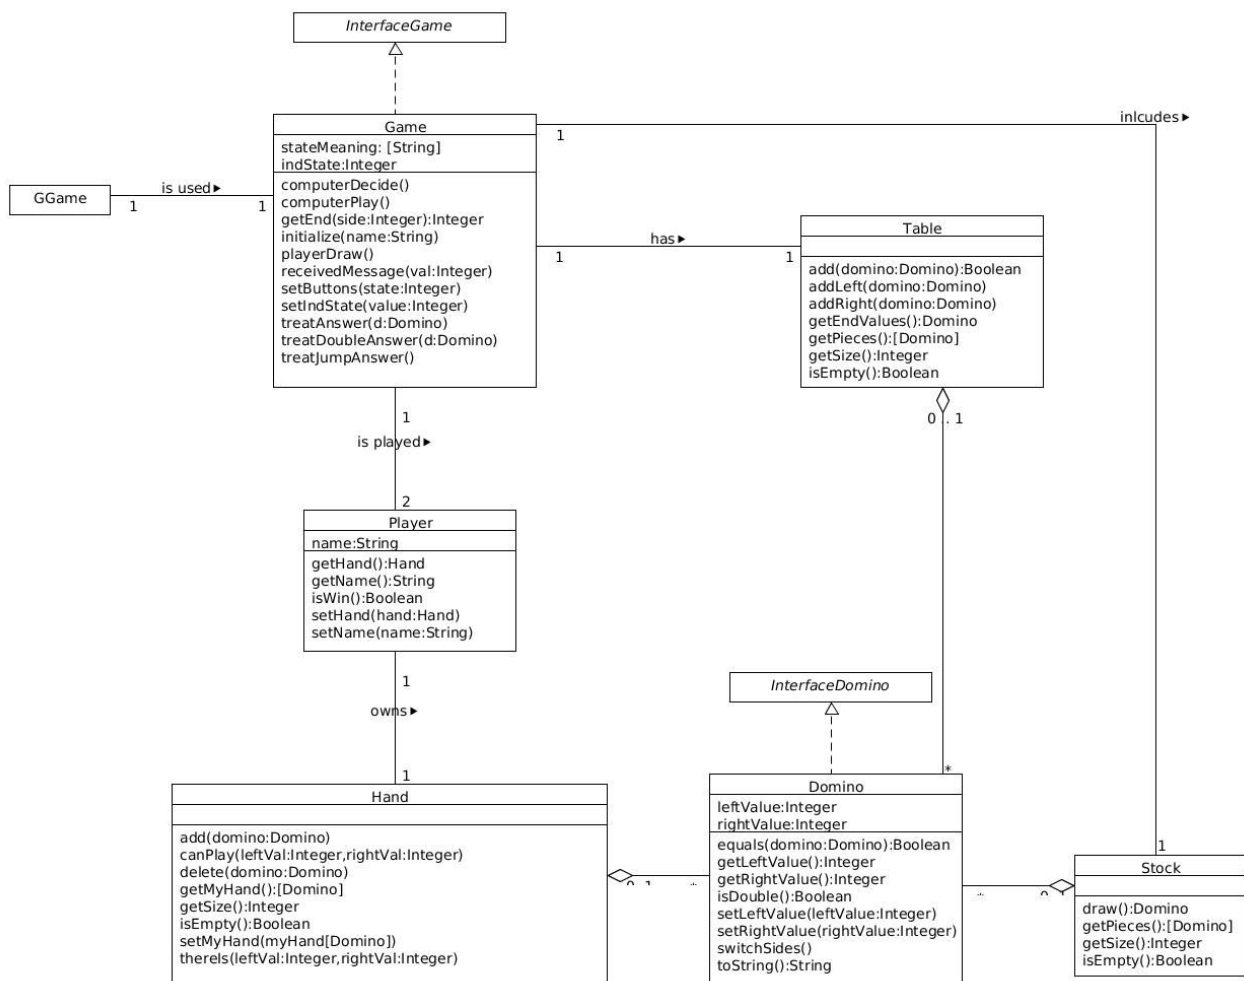 InterfaceGame
Game
stateMeaning: [String]
indState:Integer
computerDecide()
computerPlay()
getEnd(side:Integer):Integer
initialize(name:String)
playerDraw()
receivedMessage(val:Integer)
setButtons(state:Integer)
setIndState(value:Integer)
treatAnswer(d:Domino)
treatDoubleAnswer(d:Domino)
treatJumpAnswer()
1
inlcudes
GGame
is used
1
1
1
has
1
Table
add(domino:Domino):Boolean
addLeft(domino:Domino)
addRight(domino:Domino)
getEndValues():Domino
getPieces():[Domino]
getSize():Integer
isEmpty():Boolean
1
is played
2
0 .. 1
Player
name:String
getHand():Hand
getName():String
isWin():Boolean
setHand(hand:Hand)
setName(name:String)
1
owns
1
InterfaceDomino
*
Hand
add(domino:Domino)
canPlay(leftVal:Integer,rightVal:Integer)
delete(domino:Domino)
getMyHand():[Domino]
getSize():Integer
isEmpty():Boolean
setMyHand(myHand[Domino])
thereIs(leftVal:Integer,rightVal:Integer)
*
Domino
leftValue:Integer
rightValue:Integer
equals(domino:Domino):Boolean
getLeftValue():Integer
getRightValue():Integer
isDouble():Boolean
setLeftValue(leftValue:Integer)
setRightValue(rightValue:Integer)
switchSides()
toString():String
*
1
Stock
draw():Domino
getPieces():[Domino]
getSize():Integer
isEmpty():Boolean